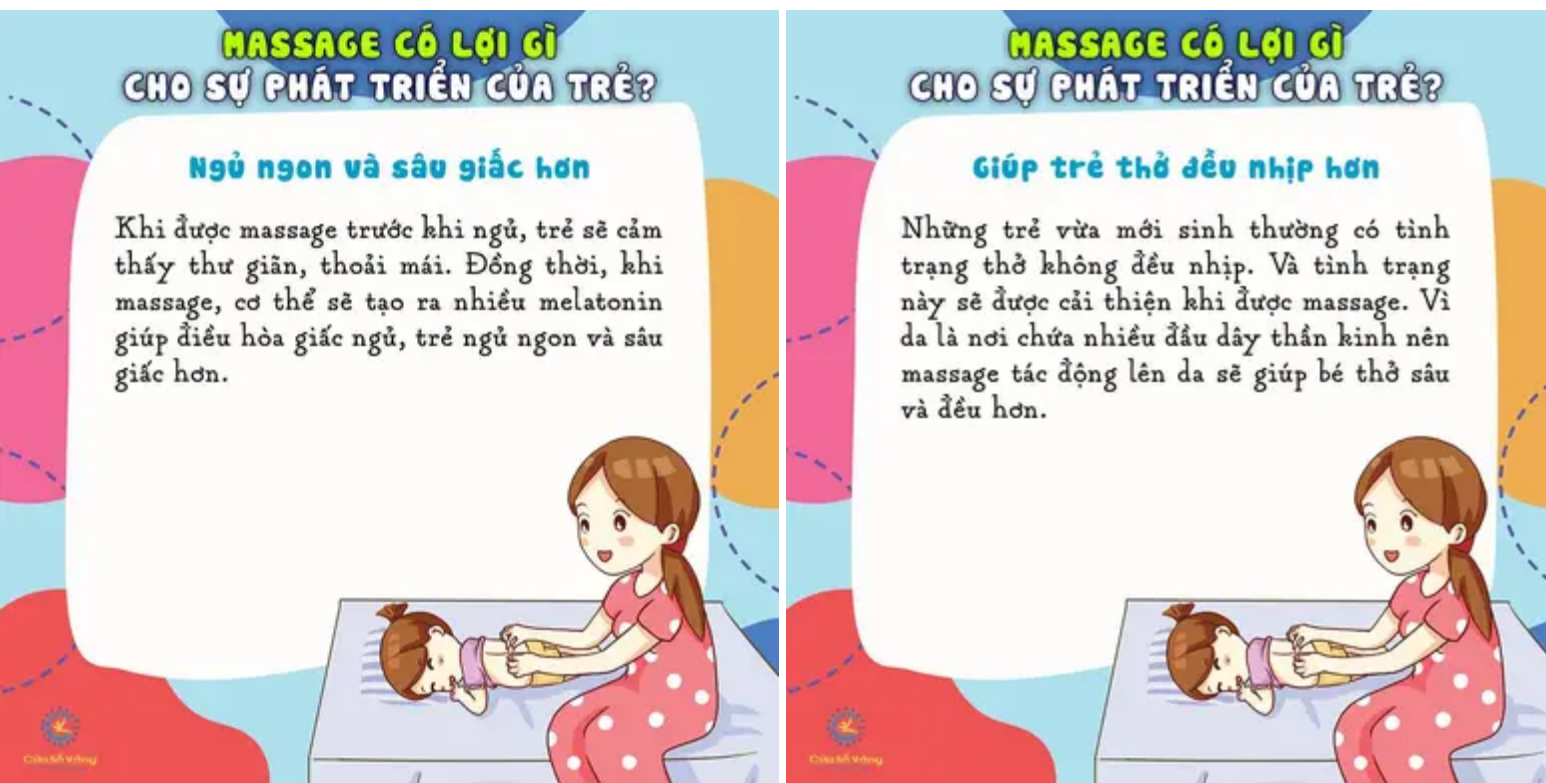 MASSAGE CÓ LỢI GÌ
CHO SỰ PHÁT TRIỂN CỦA TRẺ?
Ngủ ngon và sâu giấc hơn
Khi được massage trước khi ngủ, trẻ sẽ cảm
thấy thư giãn, thoải mái. Đồng thời, khi
massage, cơ thể sẽ tạo ra nhiều melatonin
giúp điều hòa giấc ngủ, trẻ ngủ ngon và sâu
giấc hơn.
Cửa Sổ Vàng
MASSAGE CÓ LỢI GÌ
CHO SỰ PHÁT TRIỂN CỦA TRẺ?
Giúp trẻ thở đều nhịp hơn
Những trẻ vừa mới sinh thường có tình
trạng thở không đều nhịp. Và tình trạng
này sẽ được cải thiện khi được massage. Vì
da là nơi chứa nhiều đầu dây thần kinh nên
massage tác động lên da sẽ giúp bé thở sâu
và đều hơn.
Cửa Sổ Vàng